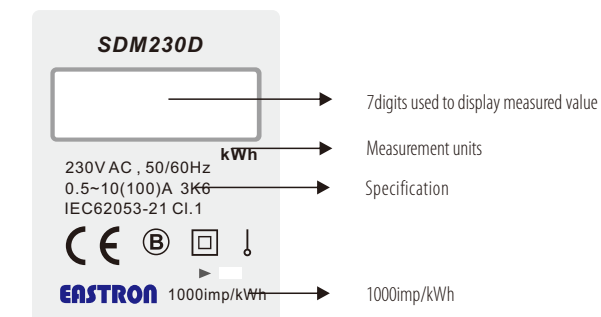 SDM230D
7digits used to display measured value
kWh
Measurement units
230V AC , 50/60Hz
0.5~10(100)A 3K6
Specification
IEC62053-21 Cl.1
CE B
EASTRON 1000imp/kWh
1000imp/kWh